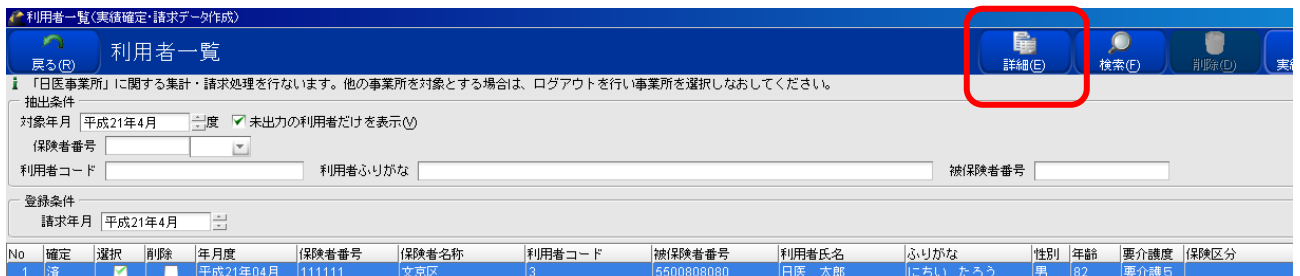 利用者一覧(実績確定・請求データ作成)
戻る(R) 利用者一覧 詳細(E) 検索(F) 削除(D)
i 「日医事業所」に関する集計・請求処理を行ないます。他の事業所を対象とする場合は、ログアウトを行い事業所を選択しなおしてください。
抽出条件
対象年月 平成21年4月 度 未出力の利用者だけを表示(V)
保険者番号
利用者コード 利用者ふりがな 被保険者番号
登録条件
請求年月 平成21年4月
No 確定 選択 削除 年月度 保険者番号 保険者名称 利用者コード 被保険者番号 利用者氏名 ふりがな 性別 年齢 要介護度 保険区分
1 済 平成21年04月 111111 文京区 3 5500808080 日医 太郎 にちい たろう 男 82 要介護5